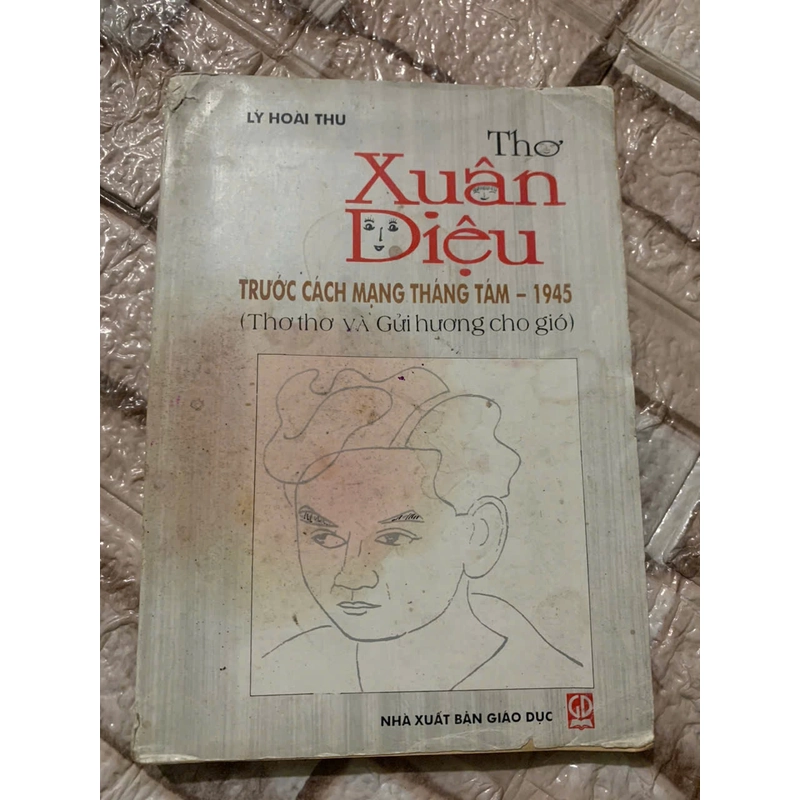 LÝ HOÀI THU
Thơ
Xuân
Diệu
TRƯỚC CÁCH MẠNG THÁNG TÁM – 1945
(Thơ thơ VÀ Gửi hương cho gió)
NHÀ XUẤT BẢN GIÁO DỤC
GD